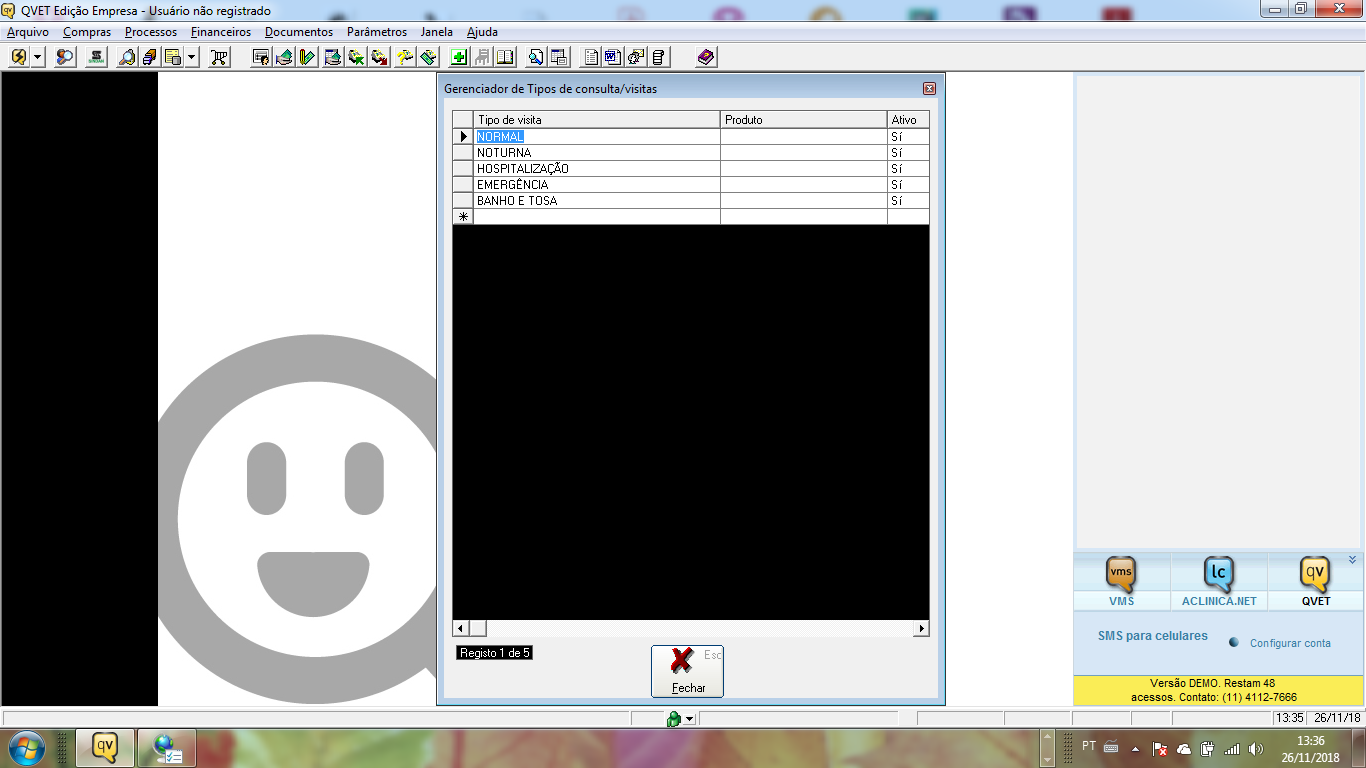 QVET Edição Empresa - Usuário não registrado
Arquivo Compras Processos Financeiros Documentos Parâmetros Janela Ajuda
Gerenciador de Tipos de consulta/visitas
Tipo de visita Produto Ativo
NORMAL Sí
NOTURNA Sí
HOSPITALIZAÇÃO Sí
EMERGÊNCIA Sí
BANHO E TOSA Sí
Registo 1 de 5
Esc
Fechar
vms lc qv
VMS ACLINICA.NET QVET
SMS para celulares Configurar conta
Versão DEMO. Restam 48
acessos. Contato: (11) 4112-7666
13:35 26/11/18
qv
PT
13:36
26/11/2018